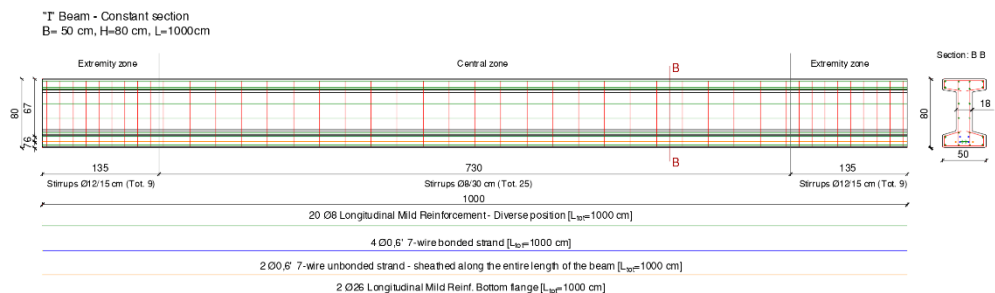 "I" Beam - Constant section
B= 50 cm, H=80 cm, L=1000cm
Extremity zone
Central zone
Extremity zone
Section: B B
B
80
67
7 6
80
18
B
50
135
730
135
Stirrups Ø12/15 cm (Tot. 9)
Stirrups Ø8/30 cm (Tot. 25)
Stirrups Ø12/15 cm (Tot. 9)
1000
20 Ø8 Longitudinal Mild Reinforcement - Diverse position [Ltot=1000 cm]
4 Ø0,6' 7-wire bonded strand [Ltot=1000 cm]
2 Ø0,6' 7-wire unbonded strand - sheathed along the entire length of the beam [Ltot=1000 cm]
2 Ø26 Longitudinal Mild Reinf. Bottom flange [Ltot=1000 cm]